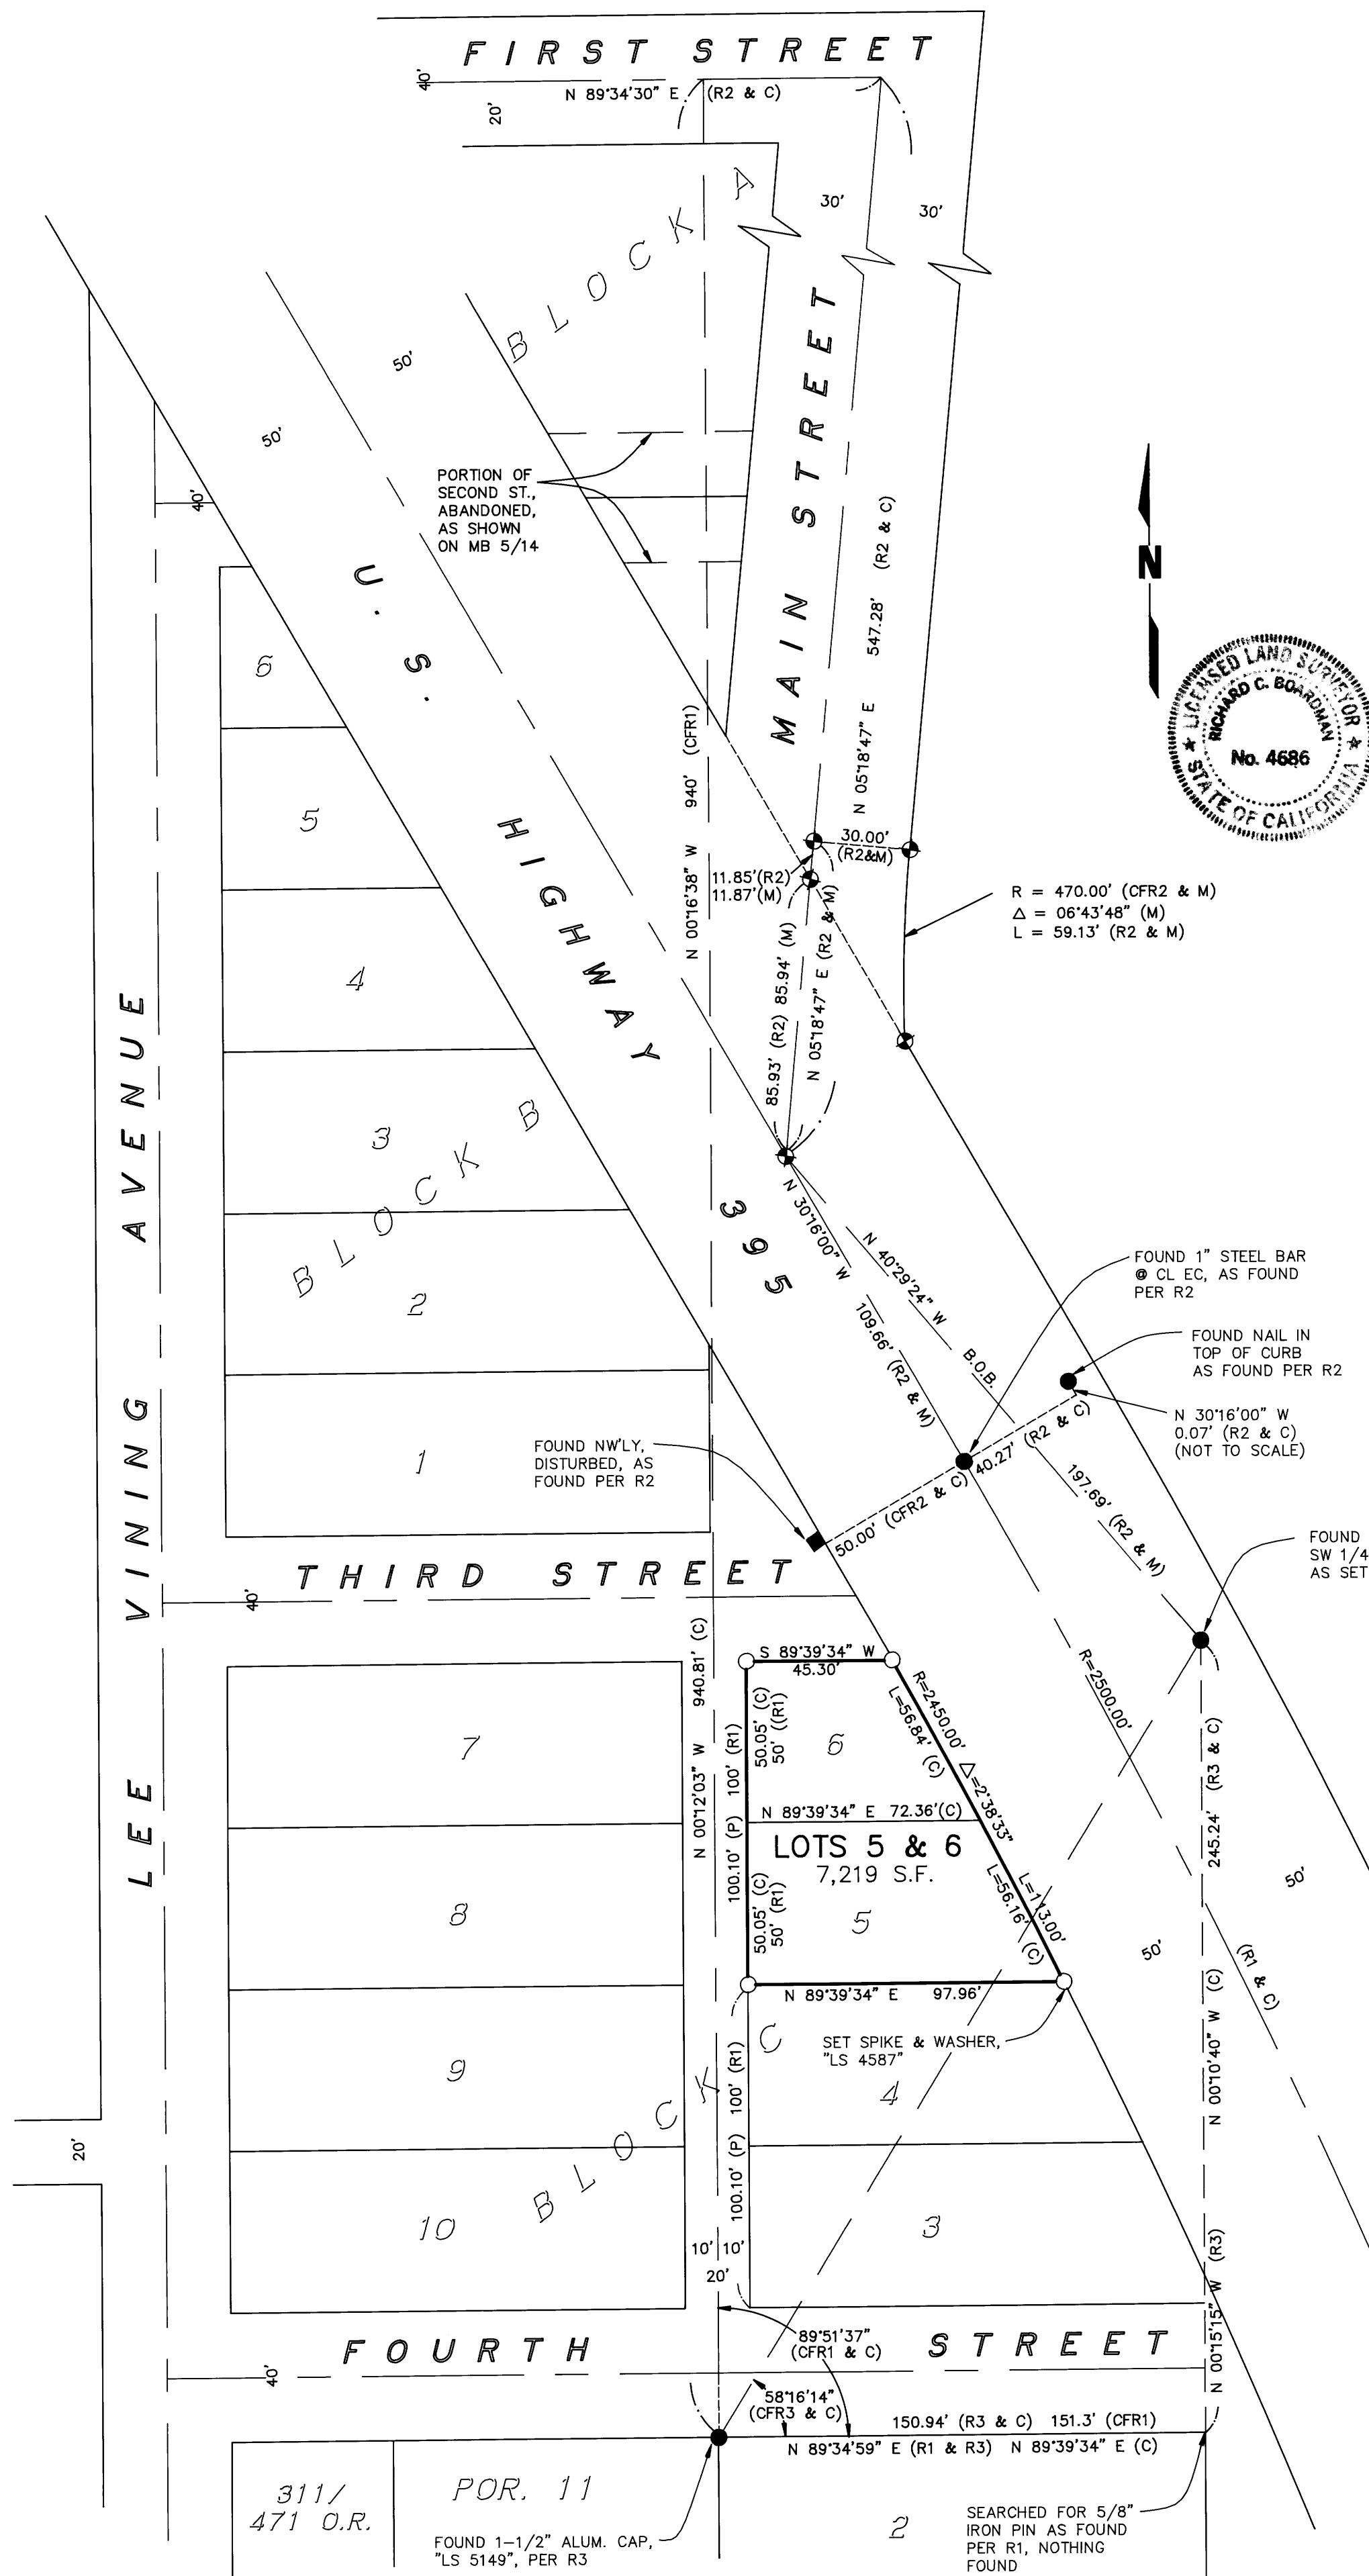 FIRST STREET
40'
N 89°34'30" E (R2 & C)
20'
BLOCK A
30'
30'
50'
50'
MAIN STREET
40'
PORTION OF
SECOND ST.,
ABANDONED,
AS SHOWN
ON MB 5/14
N 05°18'47" E 547.28' (R2 & C)
N
LICENSED LAND SURVEYOR
RICHARD C. BOARDMAN
No. 4686
STATE OF CALIFORNIA
U.S. HIGHWAY 395
6
5
4
3
2
1
BLOCK B
N 00°16'38" W 940' (CFR1)
30.00'
(R2&M)
11.85'(R2)
11.87'(M)
R = 470.00' (CFR2 & M)
Δ = 06°43'48" (M)
L = 59.13' (R2 & M)
85.93' (R2) 85.94' (M)
N 05°18'47" E (R2 & M)
LEE VINING AVENUE
N 30°16'00" W 109.66' (R2 & M)
N 40°29'24" W B.O.B. 197.69' (R2 & M)
FOUND 1" STEEL BAR
@ CL EC, AS FOUND
PER R2
FOUND NAIL IN
TOP OF CURB
AS FOUND PER R2
N 30°16'00" W
0.07' (R2 & C)
(NOT TO SCALE)
FOUND NW'LY,
DISTURBED, AS
FOUND PER R2
50.00' (CFR2 & C)
40.27' (R2 & C)
FOUND
SW 1/4
AS SET
THIRD STREET
40'
N 00°12'03" W 940.81' (C)
S 89°39'34" W
45.30'
R=2450.00' Δ=2°38'33" L=113.00'
L=56.84' (C)
L=56.16' (C)
R=2500.00' (R1 & C)
50.05' (C)
50' ((R1)
100.10' (P) 100' (R1)
6
N 89°39'34" E 72.36'(C)
LOTS 5 & 6
7,219 S.F.
50.05' (C)
50' (R1)
5
N 89°39'34" E 97.96'
245.24' (R3 & C)
N 00°10'40" W (C)
N 00°15'15" W (R3)
50'
50'
7
8
9
10
SET SPIKE & WASHER,
"LS 4587"
BLOCK C
4
3
100.10' (P) 100' (R1)
20'
10' 10'
20'
FOURTH STREET
40'
89°51'37"
(CFR1 & C)
58°16'14"
(CFR3 & C)
150.94' (R3 & C) 151.3' (CFR1)
N 89°34'59" E (R1 & R3) N 89°39'34" E (C)
311/
471 O.R.
POR. 11
2
FOUND 1-1/2" ALUM. CAP,
"LS 5149", PER R3
SEARCHED FOR 5/8"
IRON PIN AS FOUND
PER R1, NOTHING
FOUND